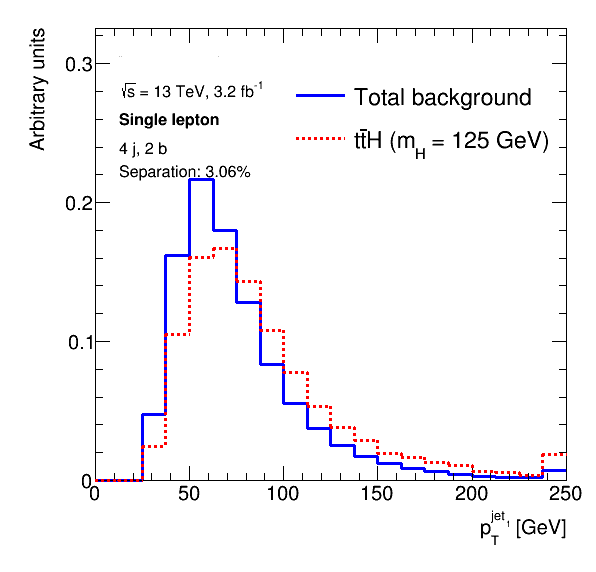 Arbitrary units
0.3
0.2
0.1
0
√s = 13 TeV, 3.2 fb⁻¹
Single lepton
4 j, 2 b
Separation: 3.06%
Total background
tt̄H (m_H = 125 GeV)
0 50 100 150 200 250
p_T^jet₁ [GeV]